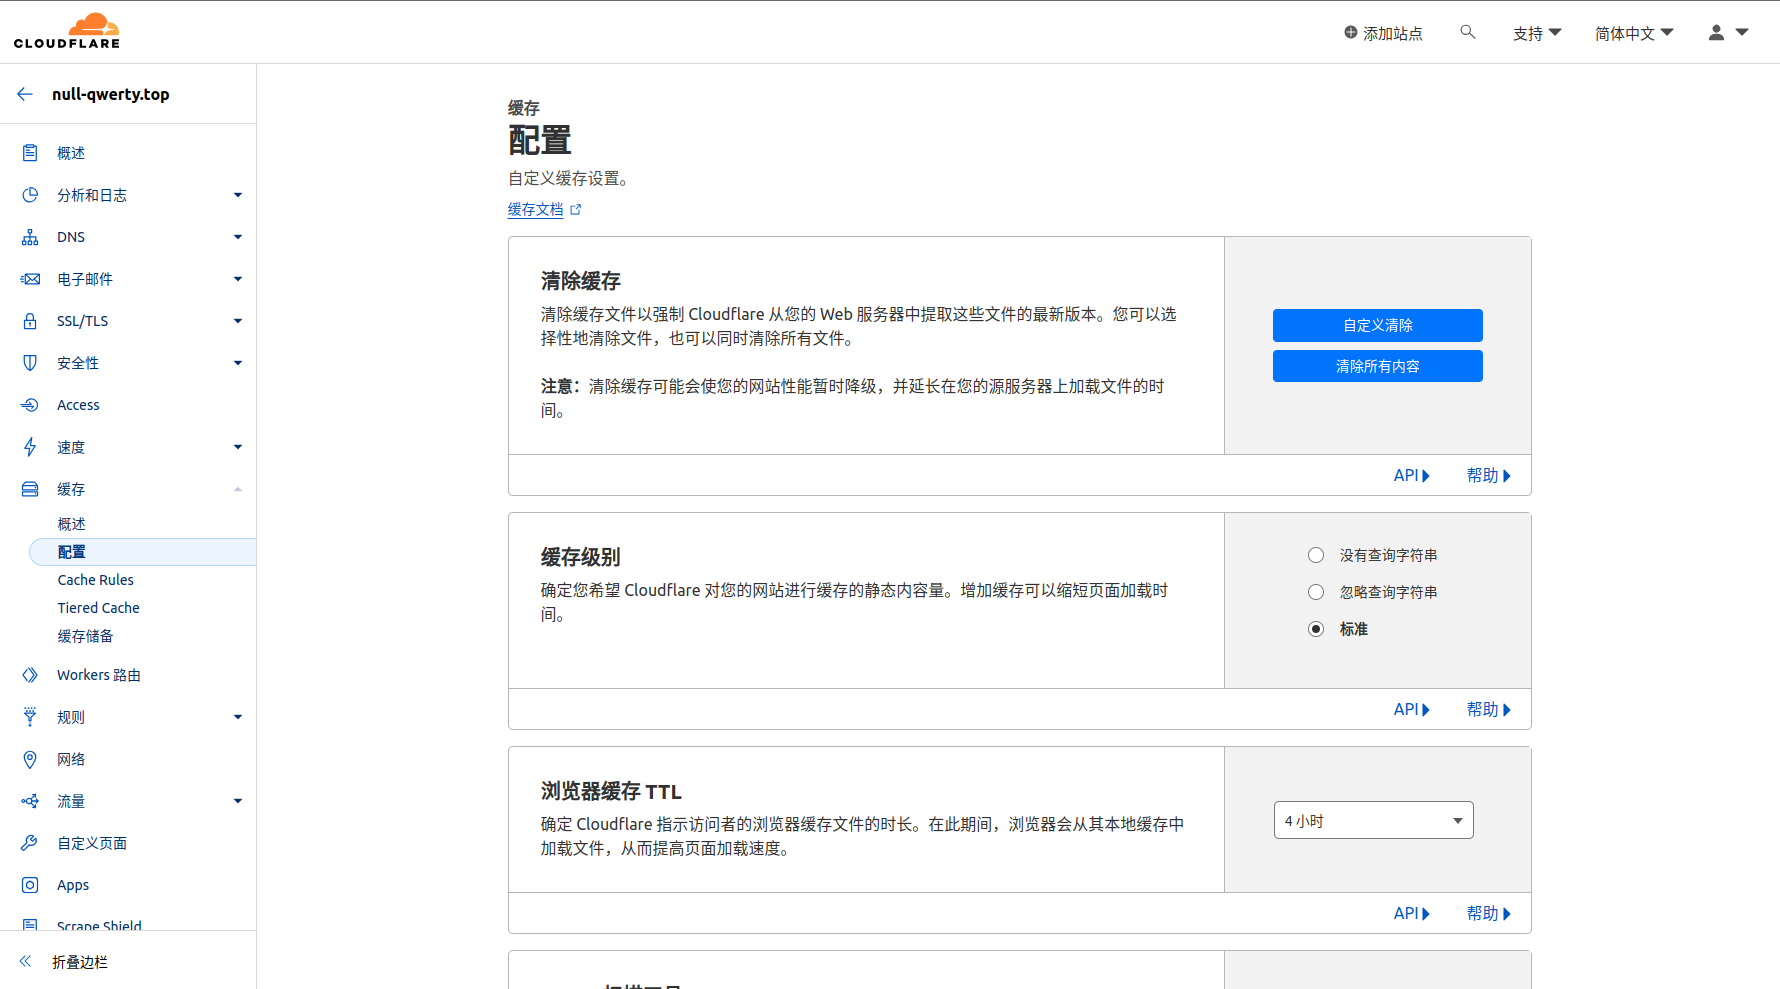 CLOUDFLARE
添加站点
支持
简体中文
null-qwerty.top
概述
分析和日志
DNS
电子邮件
SSL/TLS
安全性
Access
速度
缓存
概述
配置
Cache Rules
Tiered Cache
缓存储备
Workers 路由
规则
网络
流量
自定义页面
Apps
Scrape Shield
折叠边栏
缓存
配置
自定义缓存设置。
缓存文档
清除缓存
清除缓存文件以强制 Cloudflare 从您的 Web 服务器中提取这些文件的最新版本。您可以选
择性地清除文件，也可以同时清除所有文件。
注意：清除缓存可能会使您的网站性能暂时降级，并延长在您的源服务器上加载文件的时
间。
自定义清除
清除所有内容
API
帮助
缓存级别
确定您希望 Cloudflare 对您的网站进行缓存的静态内容量。增加缓存可以缩短页面加载时
间。
没有查询字符串
忽略查询字符串
标准
API
帮助
浏览器缓存 TTL
确定 Cloudflare 指示访问者的浏览器缓存文件的时长。在此期间，浏览器会从其本地缓存中
加载文件，从而提高页面加载速度。
4 小时
API
帮助